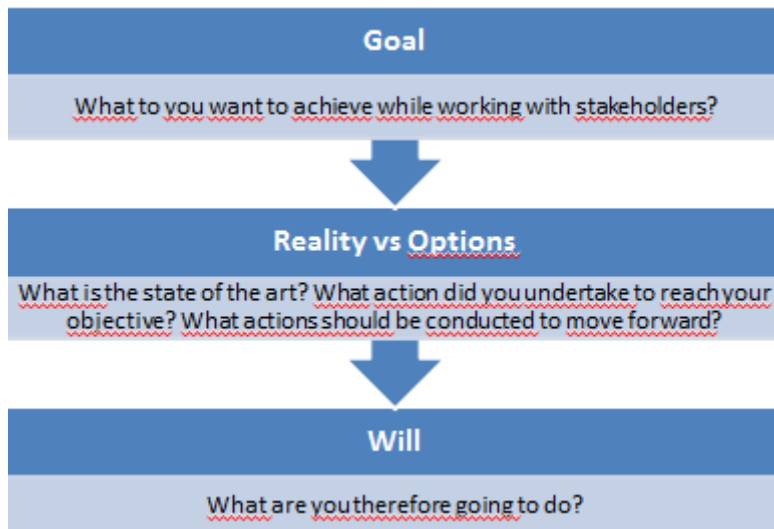 Goal
What to you want to achieve while working with stakeholders?
Reality vs Options
What is the state of the art? What action did you undertake to reach your
objective? What actions should be conducted to move forward?
Will
What are you therefore going to do?